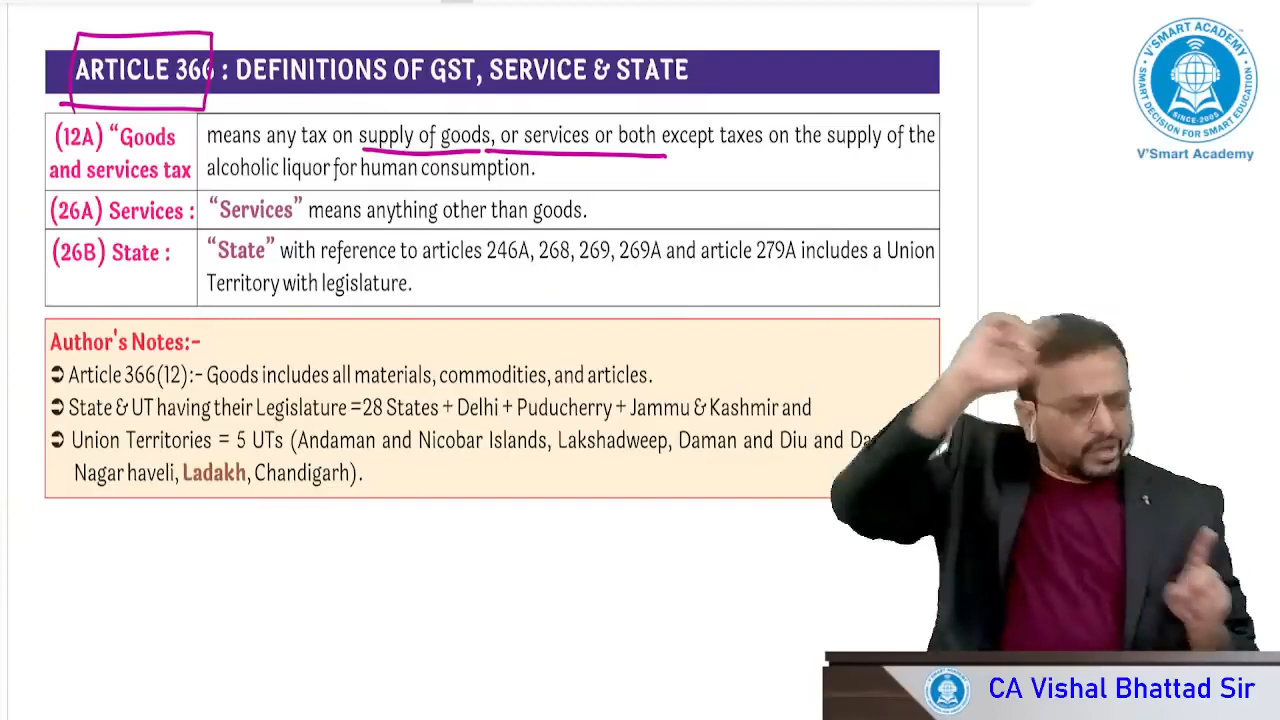 ARTICLE 366 : DEFINITIONS OF GST, SERVICE & STATE
(12A) “Goods and services tax
means any tax on supply of goods, or services or both except taxes on the supply of the
alcoholic liquor for human consumption.
(26A) Services :
“Services” means anything other than goods.
(26B) State :
“State” with reference to articles 246A, 268, 269, 269A and article 279A includes a Union
Territory with legislature.
Author's Notes:-
➲ Article 366(12):- Goods includes all materials, commodities, and articles.
➲ State & UT having their Legislature =28 States + Delhi + Puducherry + Jammu & Kashmir and
➲ Union Territories = 5 UTs (Andaman and Nicobar Islands, Lakshadweep, Daman and Diu and
Nagar haveli, Ladakh, Chandigarh).
V'SMART ACADEMY
SMART DECISION FOR SMART EDUCATION
SINCE-2005
V'Smart Academy
CA Vishal Bhattad Sir